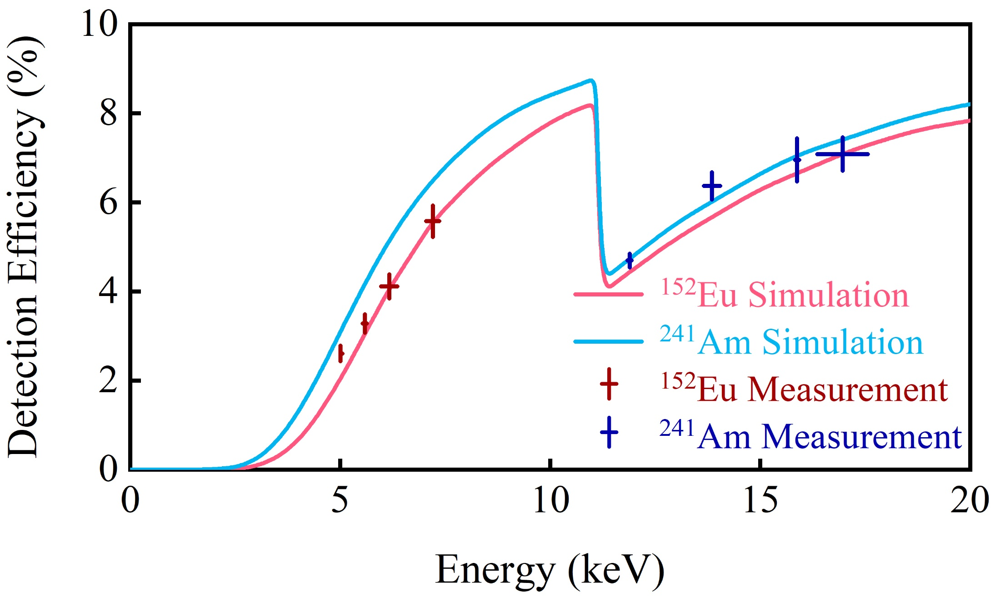 10
8
6
4
2
0
Detection Efficiency (%)
¹⁵²Eu Simulation
²⁴¹Am Simulation
¹⁵²Eu Measurement
²⁴¹Am Measurement
0 5 10 15 20
Energy (keV)